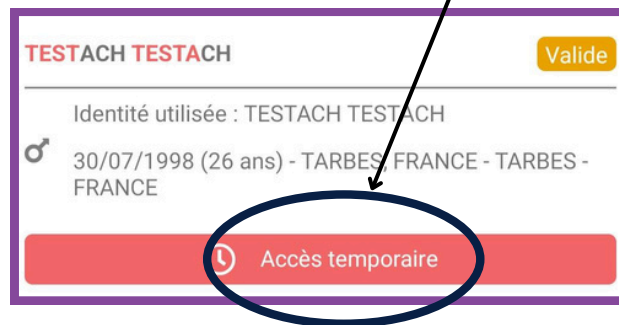 TESTACH TESTACH
Valide
Identité utilisée : TESTACH TESTACH
30/07/1998 (26 ans) - TARBES, FRANCE - TARBES -
FRANCE
Accès temporaire